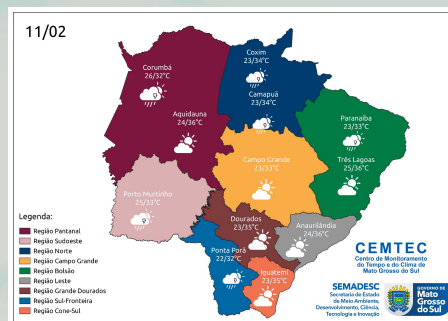 11/02
Coxim
23/34°C
Corumbá
26/32°C
Camapuã
23/34°C
Aquidauna
24/36°C
Paranaíba
23/33°C
Campo Grande
23/33°C
Três Lagoas
25/36°C
Porto Murtinho
25/33°C
Dourados
23/35°C
Anaurilândia
24/36°C
Ponta Porã
22/32°C
Iguatemi
23/35°C
Legenda:
Região Pantanal
Região Sudoeste
Região Norte
Região Campo Grande
Região Bolsão
Região Leste
Região Grande Dourados
Região Sul-Fronteira
Região Cone-Sul
CEMTEC
Centro de Monitoramento
do Tempo e do Clima de
Mato Grosso do Sul
SEMADESC
Secretaria de Estado
de Meio Ambiente,
Desenvolvimento, Ciência,
Tecnologia e Inovação
GOVERNO DE
Mato
Grosso
do Sul